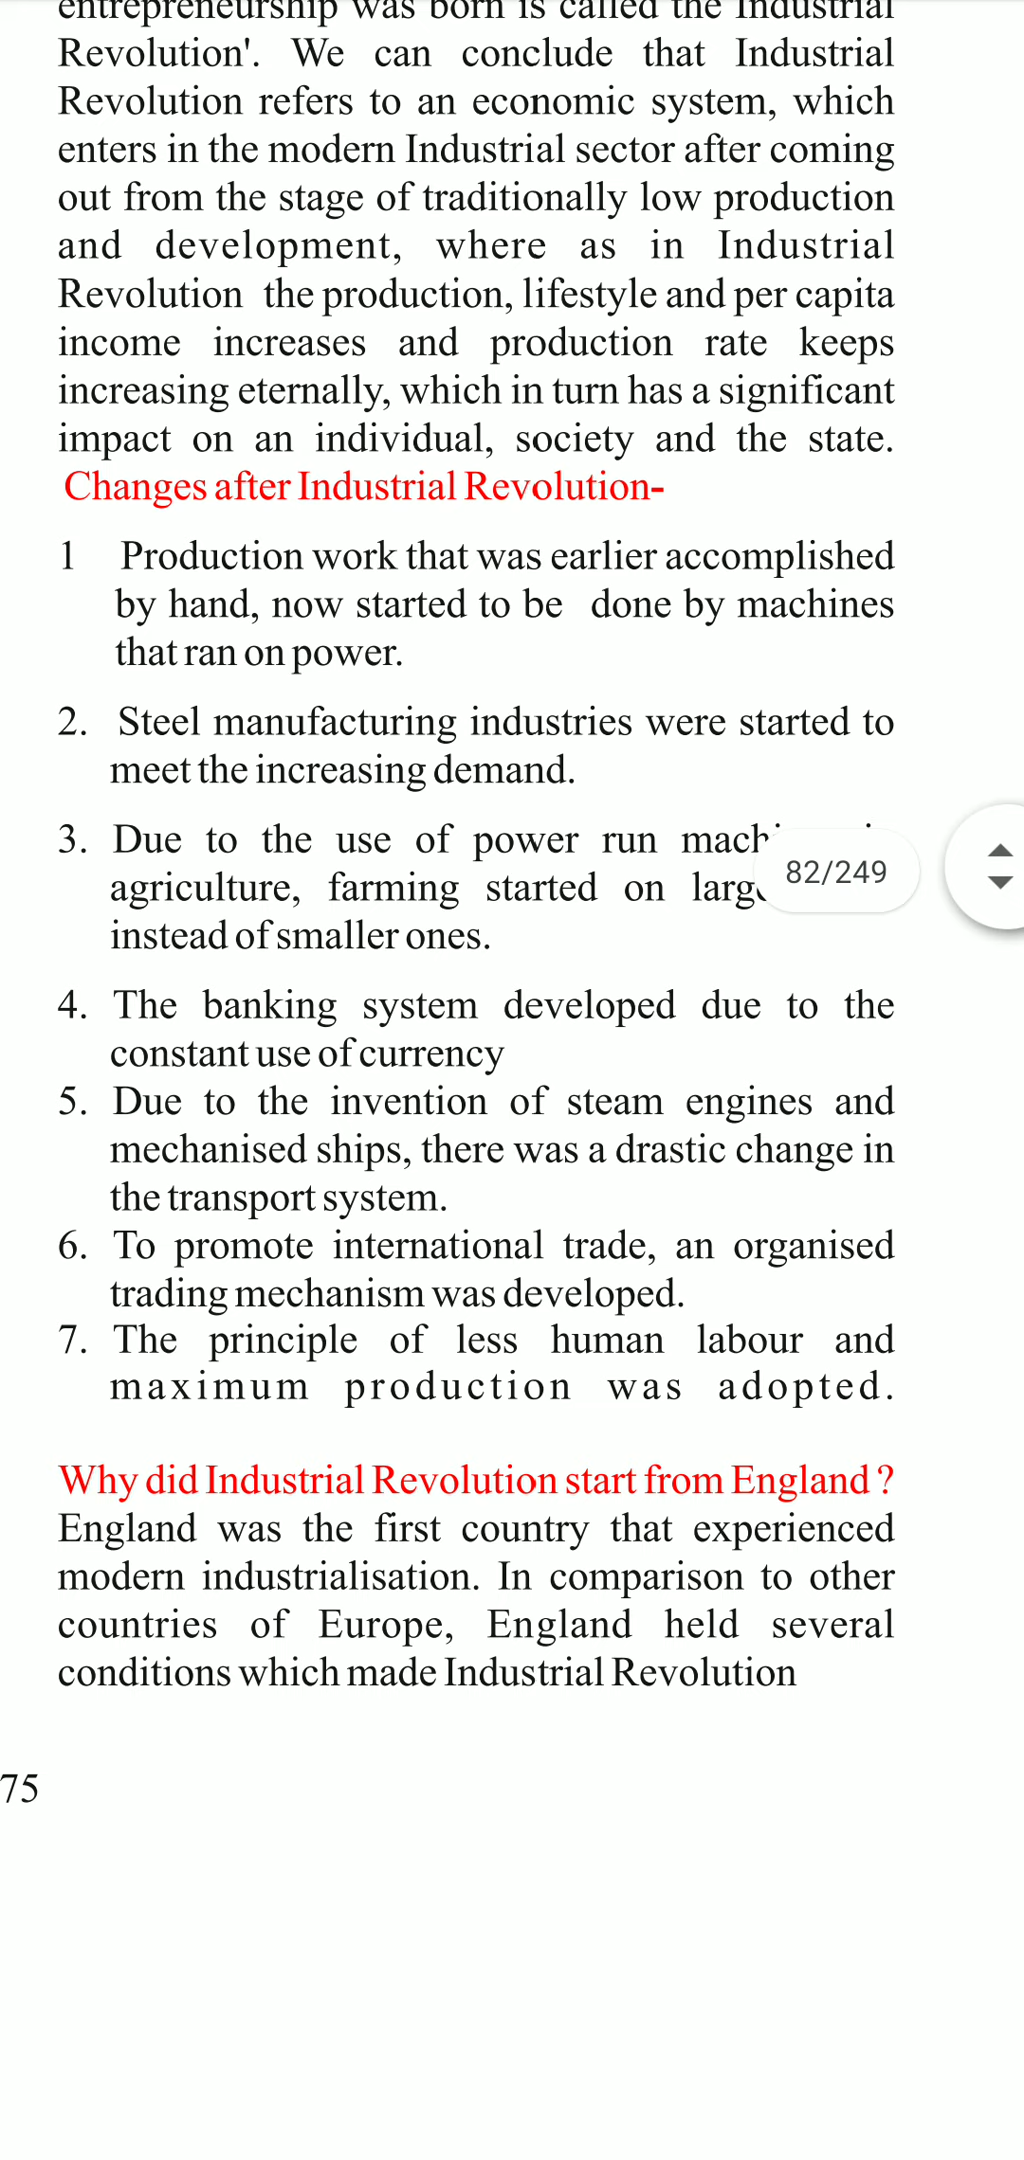 entrepreneurship was born is called the Industrial
Revolution'. We can conclude that Industrial
Revolution refers to an economic system, which
enters in the modern Industrial sector after coming
out from the stage of traditionally low production
and development, where as in Industrial
Revolution the production, lifestyle and per capita
income increases and production rate keeps
increasing eternally, which in turn has a significant
impact on an individual, society and the state.
Changes after Industrial Revolution-
1 Production work that was earlier accomplished
by hand, now started to be done by machines
that ran on power.
2. Steel manufacturing industries were started to
meet the increasing demand.
3. Due to the use of power run
agriculture, farming started on
instead of smaller ones.
82/249
4. The banking system developed due to the
constant use of currency
5. Due to the invention of steam engines and
mechanised ships, there was a drastic change in
the transport system.
6. To promote international trade, an organised
trading mechanism was developed.
7. The principle of less human labour and
maximum production was adopted.
Why did Industrial Revolution start from England ?
England was the first country that experienced
modern industrialisation. In comparison to other
countries of Europe, England held several
conditions which made Industrial Revolution
75